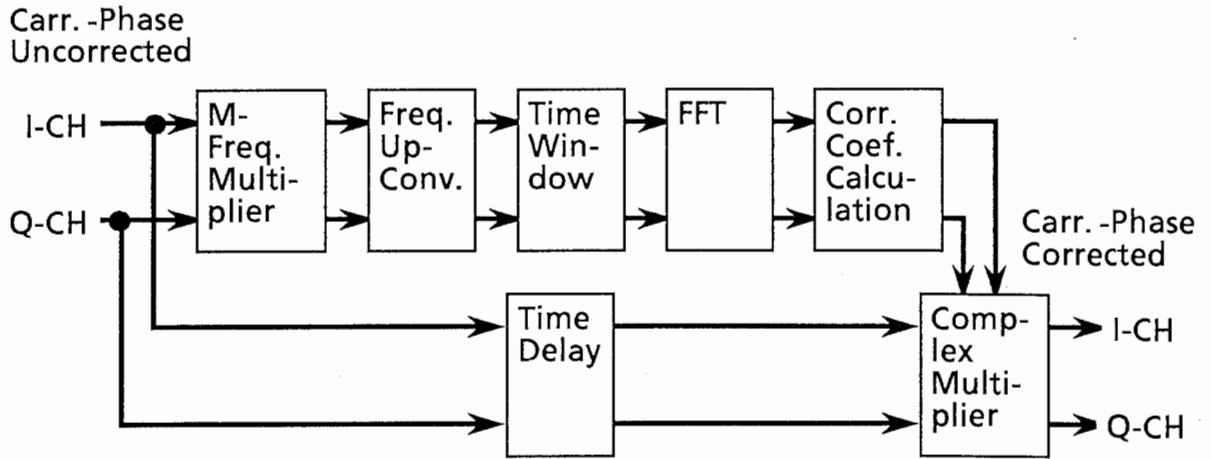 Carr. -Phase
Uncorrected
I-CH
Q-CH
M-
Freq.
Multi-
plier
Freq.
Up-
Conv.
Time
Win-
dow
FFT
Corr.
Coef.
Calcu-
lation
Carr. -Phase
Corrected
Time
Delay
Comp-
lex
Multi-
plier
I-CH
Q-CH